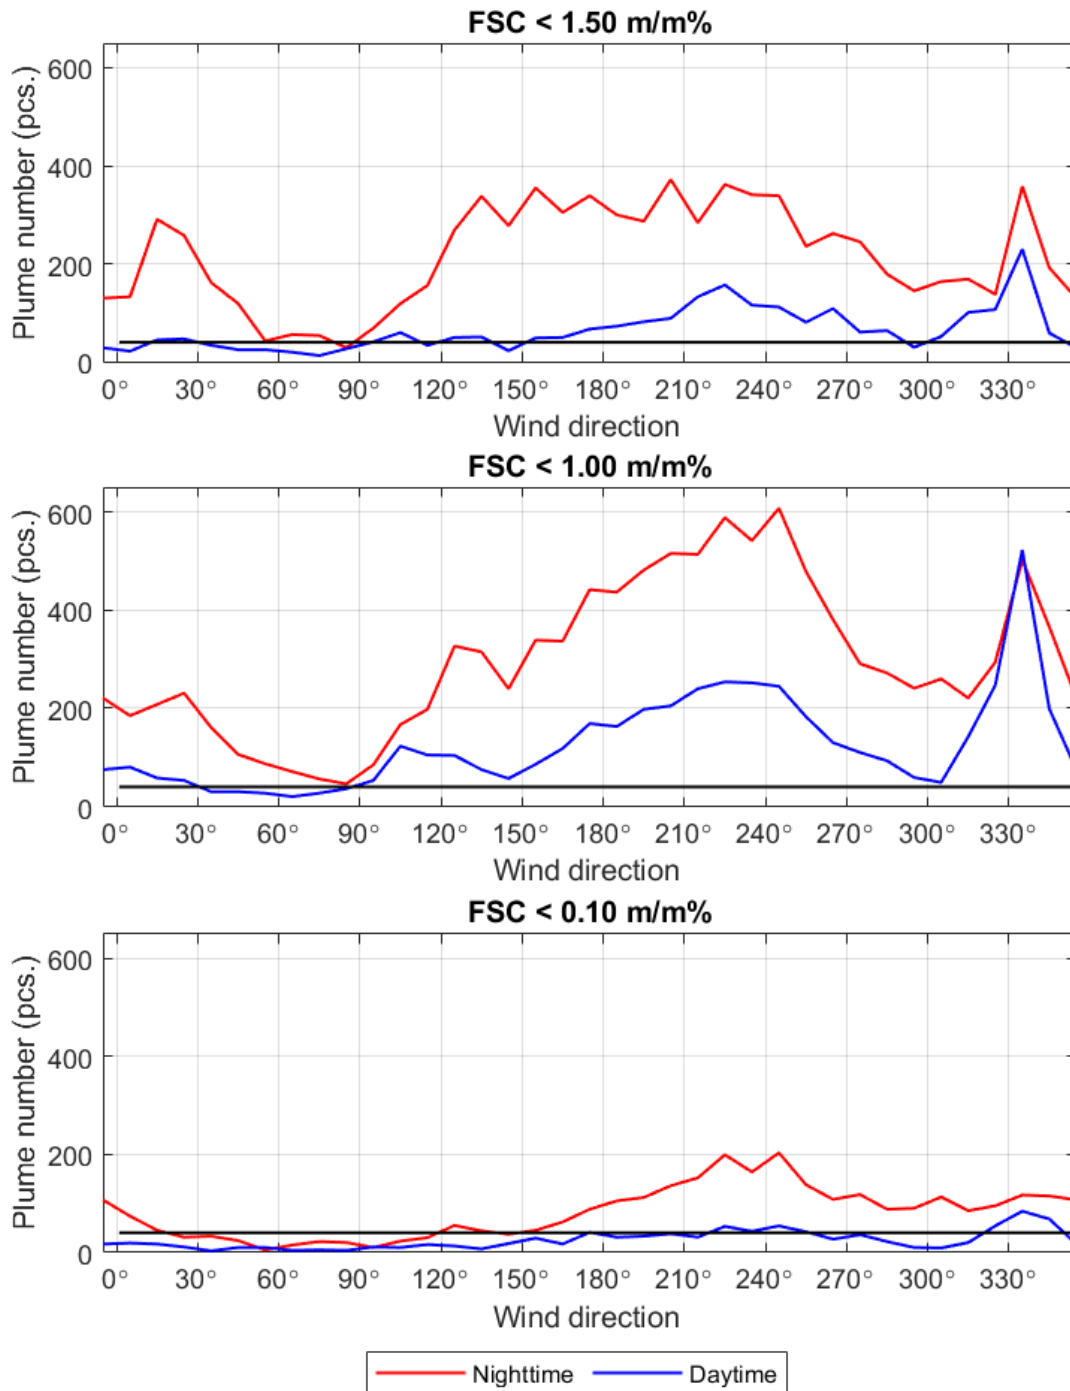 FSC < 1.50 m/m%
Plume number (pcs.)
600
400
200
0
0° 30° 60° 90° 120° 150° 180° 210° 240° 270° 300° 330°
Wind direction
FSC < 1.00 m/m%
Plume number (pcs.)
600
400
200
0
0° 30° 60° 90° 120° 150° 180° 210° 240° 270° 300° 330°
Wind direction
FSC < 0.10 m/m%
Plume number (pcs.)
600
400
200
0
0° 30° 60° 90° 120° 150° 180° 210° 240° 270° 300° 330°
Wind direction
Nighttime Daytime